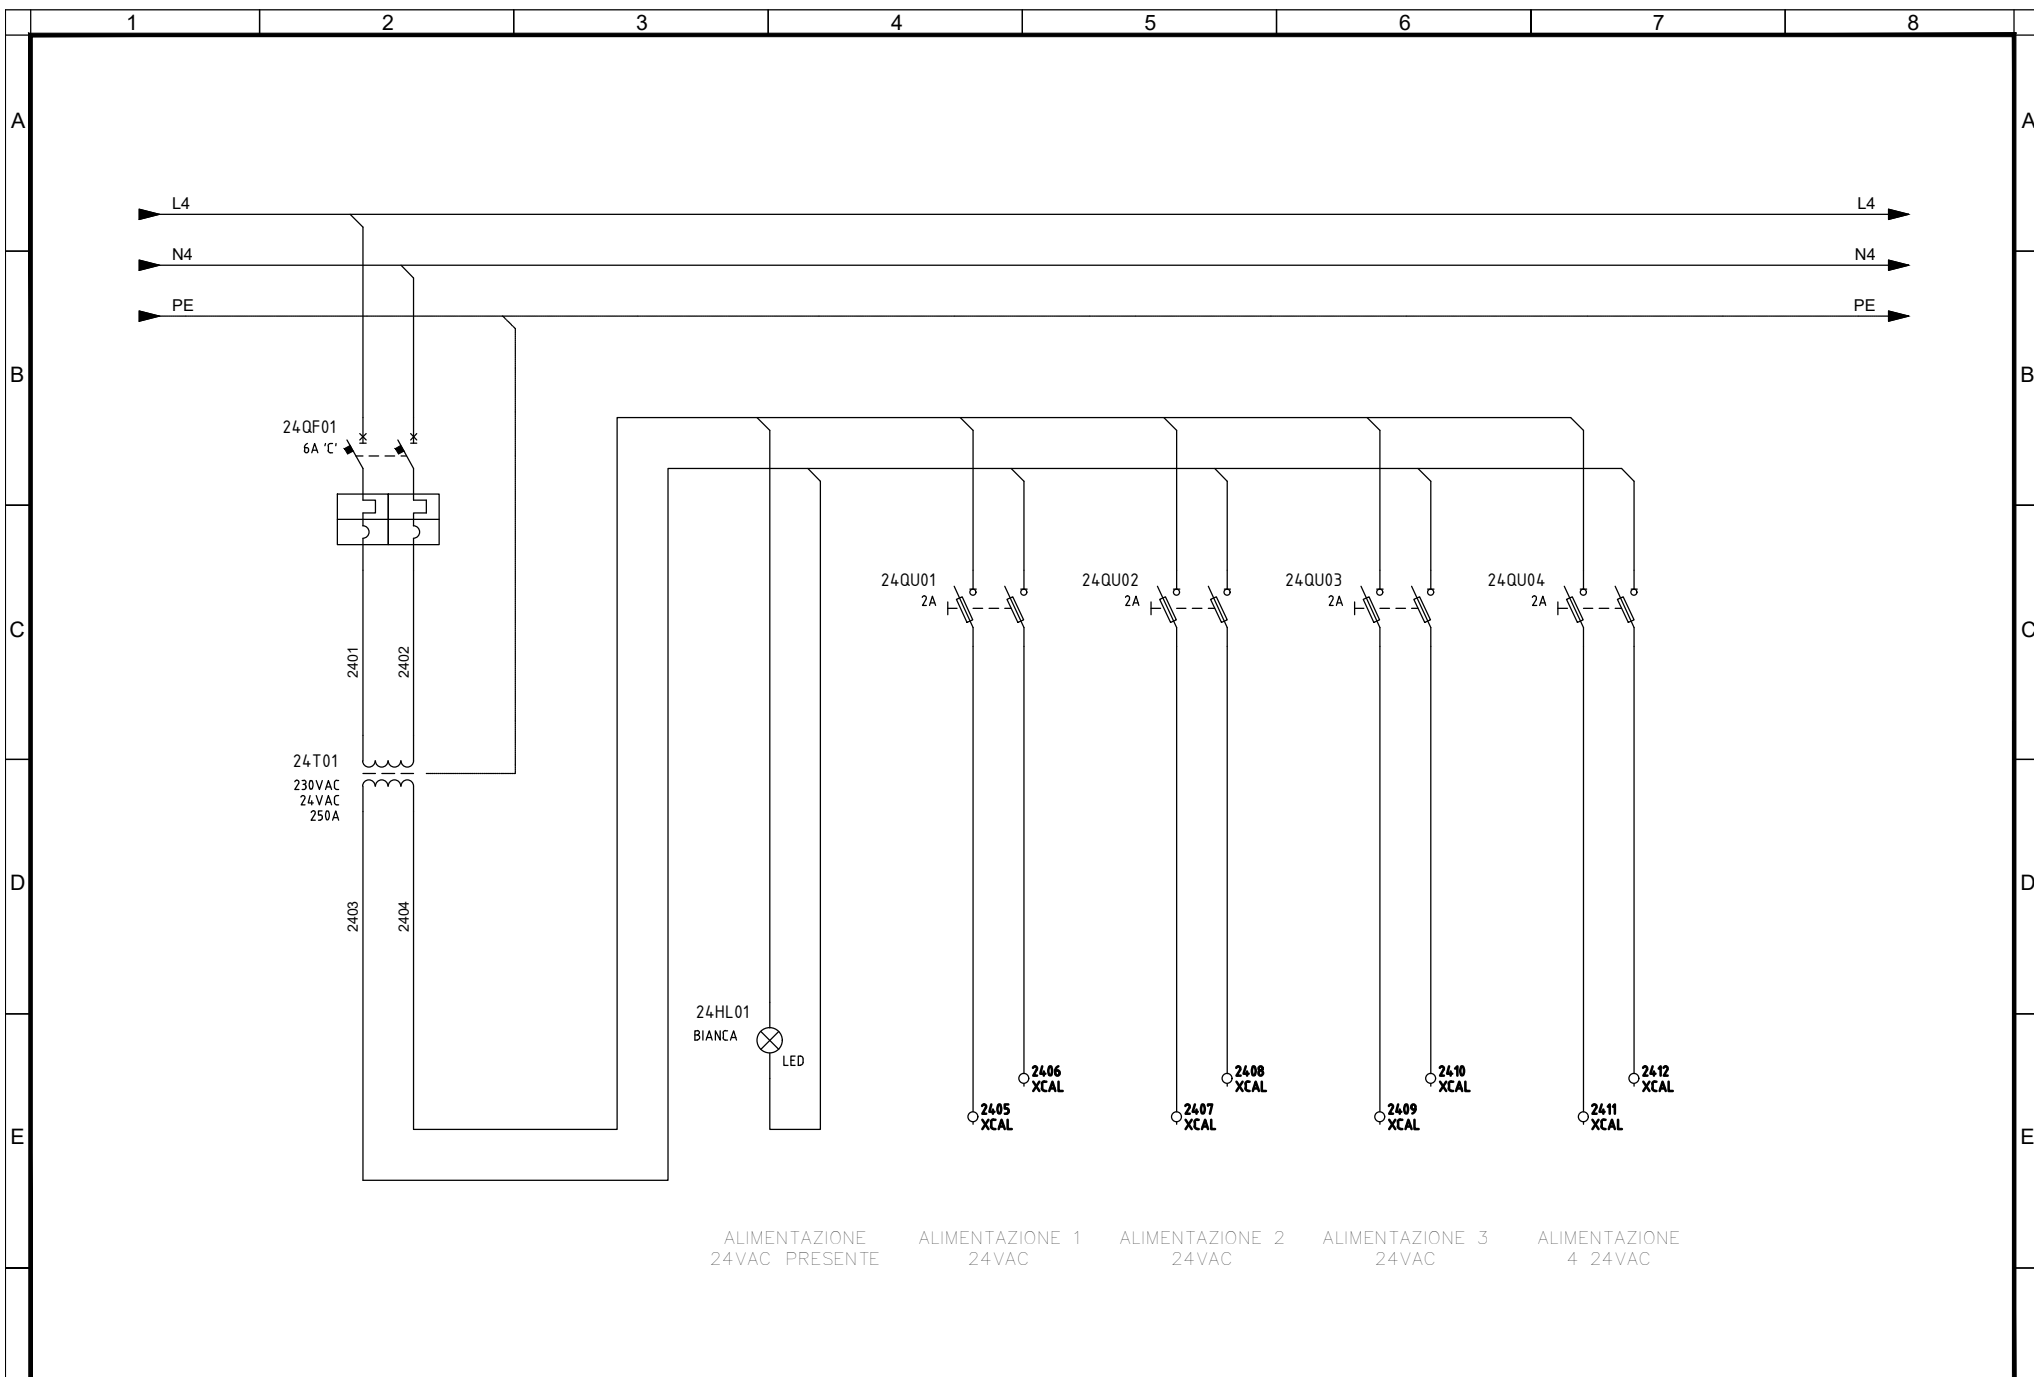 1 2 3 4 5 6 7 8
A A
L4 L4
N4 N4
PE PE
B B
24QF01
6A 'C'
24QU01 24QU02 24QU03 24QU04
2A 2A 2A 2A
C C
2401 2402
24T01
230VAC
24VAC
250A
D D
2403 2404
24HL01
BIANCA
LED
2406 2408 2410 2412
XCAL XCAL XCAL XCAL
2405 2407 2409 2411
XCAL XCAL XCAL XCAL
E E
ALIMENTAZIONE ALIMENTAZIONE 1 ALIMENTAZIONE 2 ALIMENTAZIONE 3 ALIMENTAZIONE
24VAC PRESENTE 24VAC 24VAC 24VAC 4 24VAC